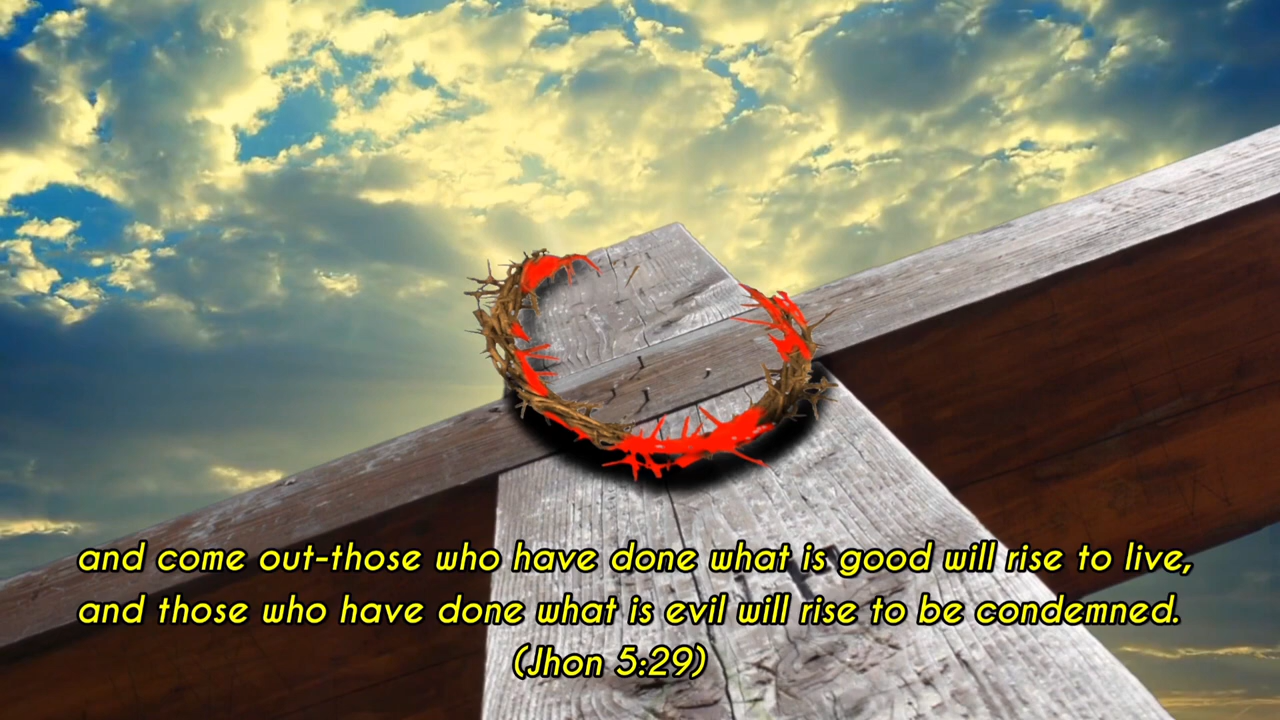 and come out-those who have done what is good will rise to live,
and those who have done what is evil will rise to be condemned.
(Jhon 5:29)